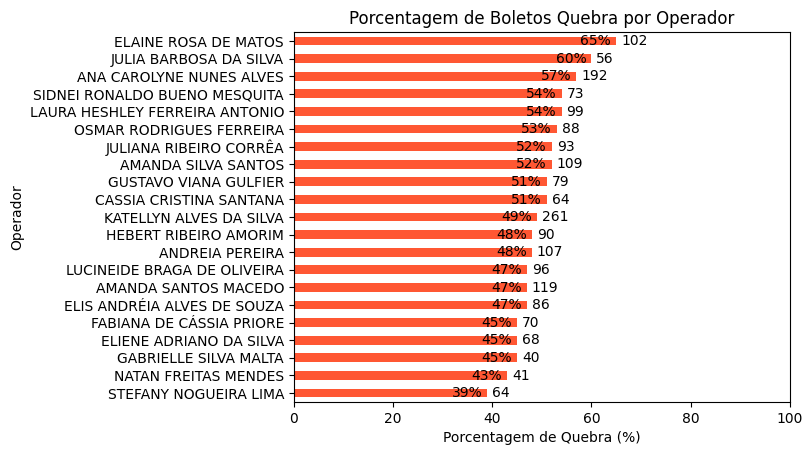 Porcentagem de Boletos Quebra por Operador
Operador
ELAINE ROSA DE MATOS 65% 102
JULIA BARBOSA DA SILVA 60% 56
ANA CAROLYNE NUNES ALVES 57% 192
SIDNEI RONALDO BUENO MESQUITA 54% 73
LAURA HESHLEY FERREIRA ANTONIO 54% 99
OSMAR RODRIGUES FERREIRA 53% 88
JULIANA RIBEIRO CORRÊA 52% 93
AMANDA SILVA SANTOS 52% 109
GUSTAVO VIANA GULFIER 51% 79
CASSIA CRISTINA SANTANA 51% 64
KATELLYN ALVES DA SILVA 49% 261
HEBERT RIBEIRO AMORIM 48% 90
ANDREIA PEREIRA 48% 107
LUCINEIDE BRAGA DE OLIVEIRA 47% 96
AMANDA SANTOS MACEDO 47% 119
ELIS ANDRÉIA ALVES DE SOUZA 47% 86
FABIANA DE CÁSSIA PRIORE 45% 70
ELIENE ADRIANO DA SILVA 45% 68
GABRIELLE SILVA MALTA 45% 40
NATAN FREITAS MENDES 43% 41
STEFANY NOGUEIRA LIMA 39% 64
0 20 40 60 80 100
Porcentagem de Quebra (%)